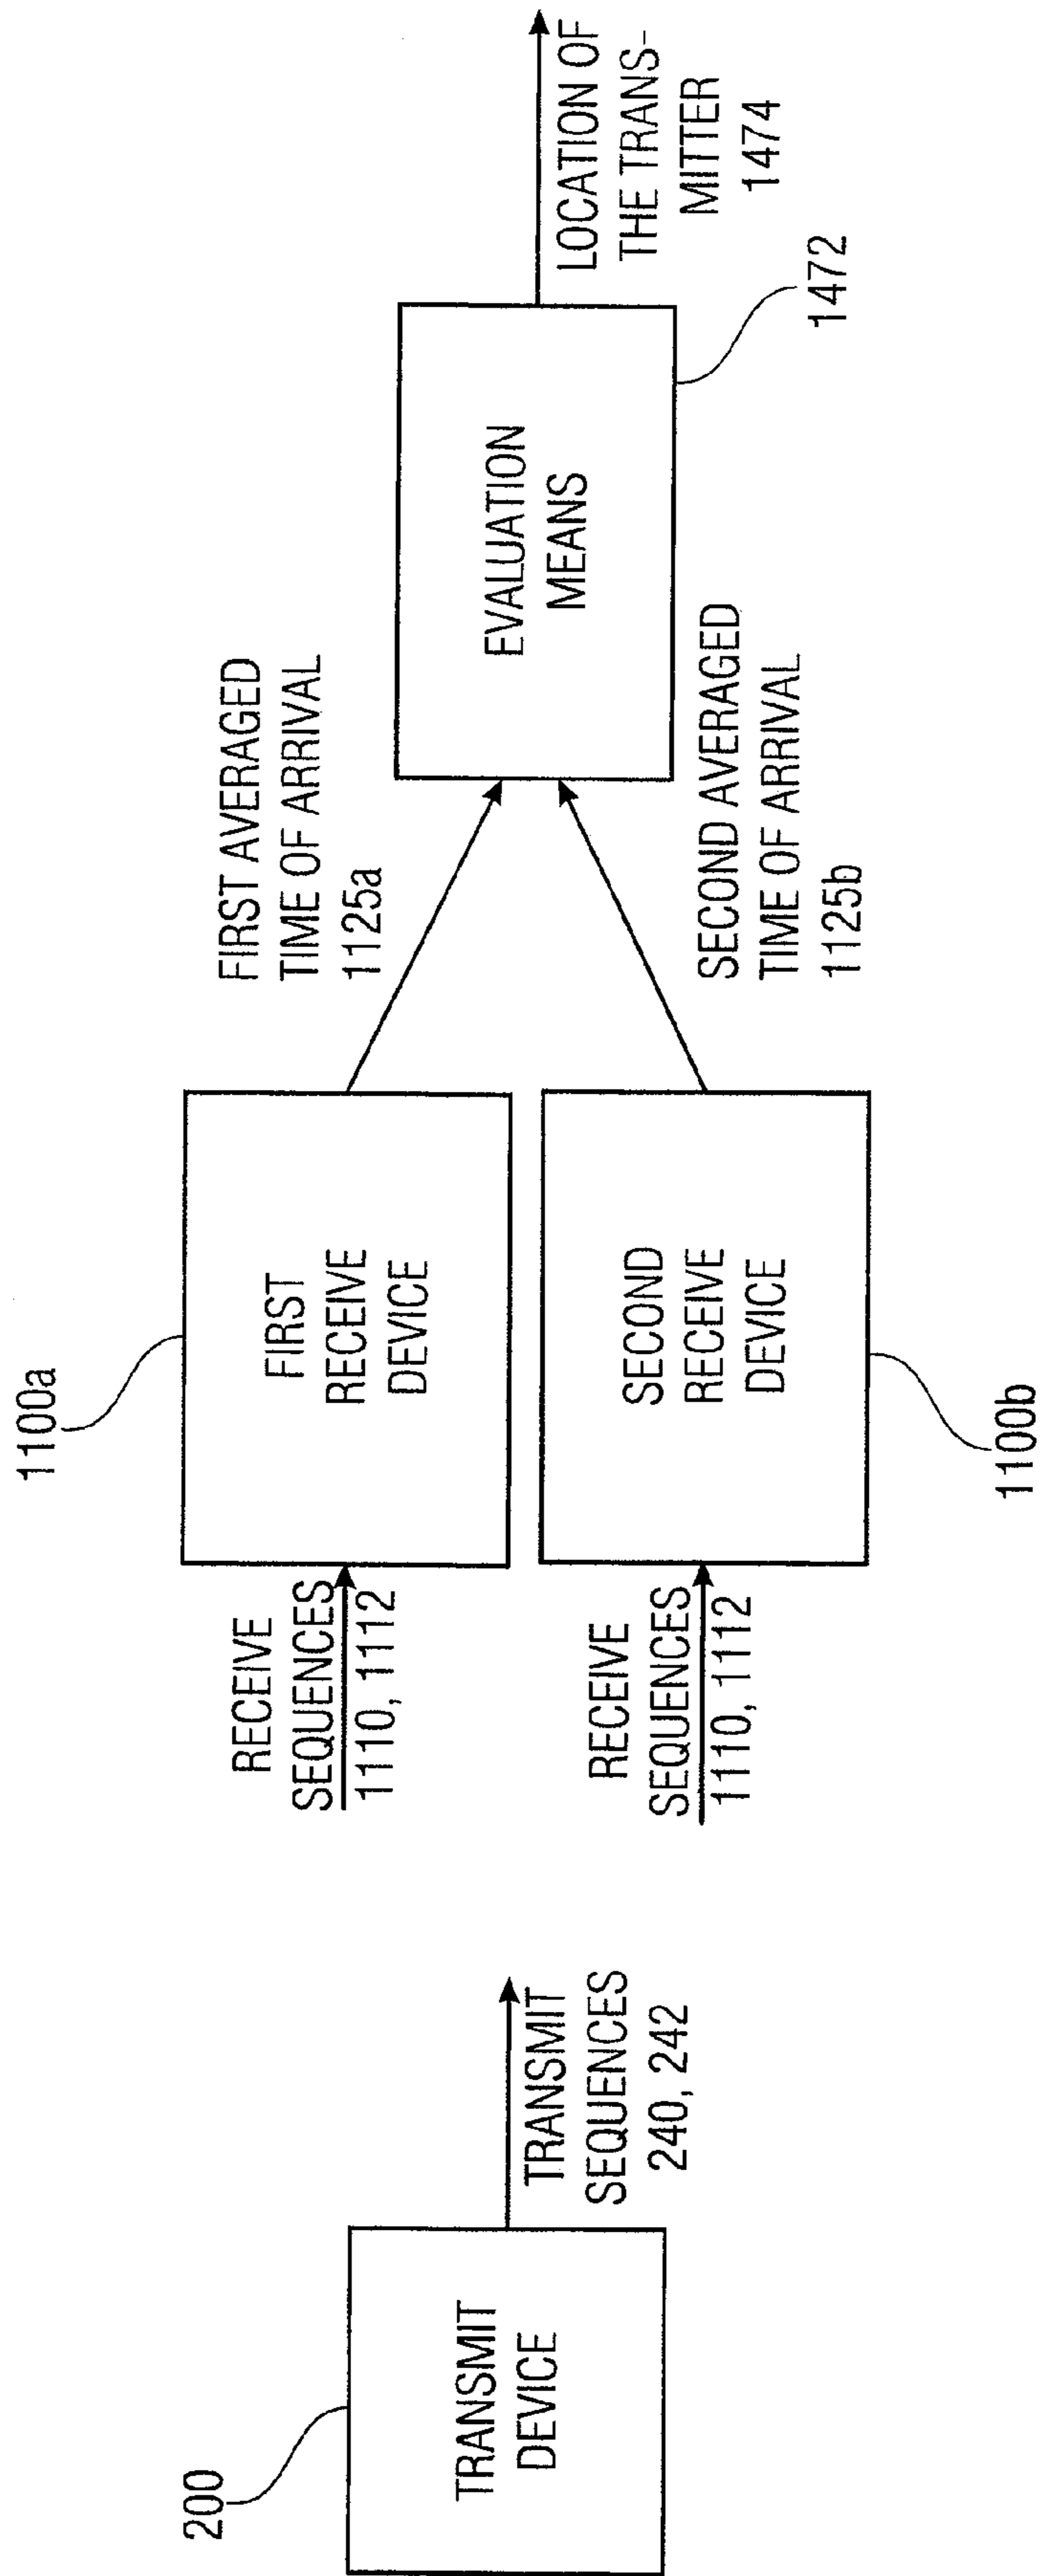 200
TRANSMIT
DEVICE
TRANSMIT
SEQUENCES
240, 242
1100a
RECEIVE
SEQUENCES
1110, 1112
FIRST
RECEIVE
DEVICE
RECEIVE
SEQUENCES
1110, 1112
SECOND
RECEIVE
DEVICE
1100b
FIRST AVERAGED
TIME OF ARRIVAL
1125a
SECOND AVERAGED
TIME OF ARRIVAL
1125b
EVALUATION
MEANS
1472
LOCATION OF
THE TRANS-
MITTER
1474